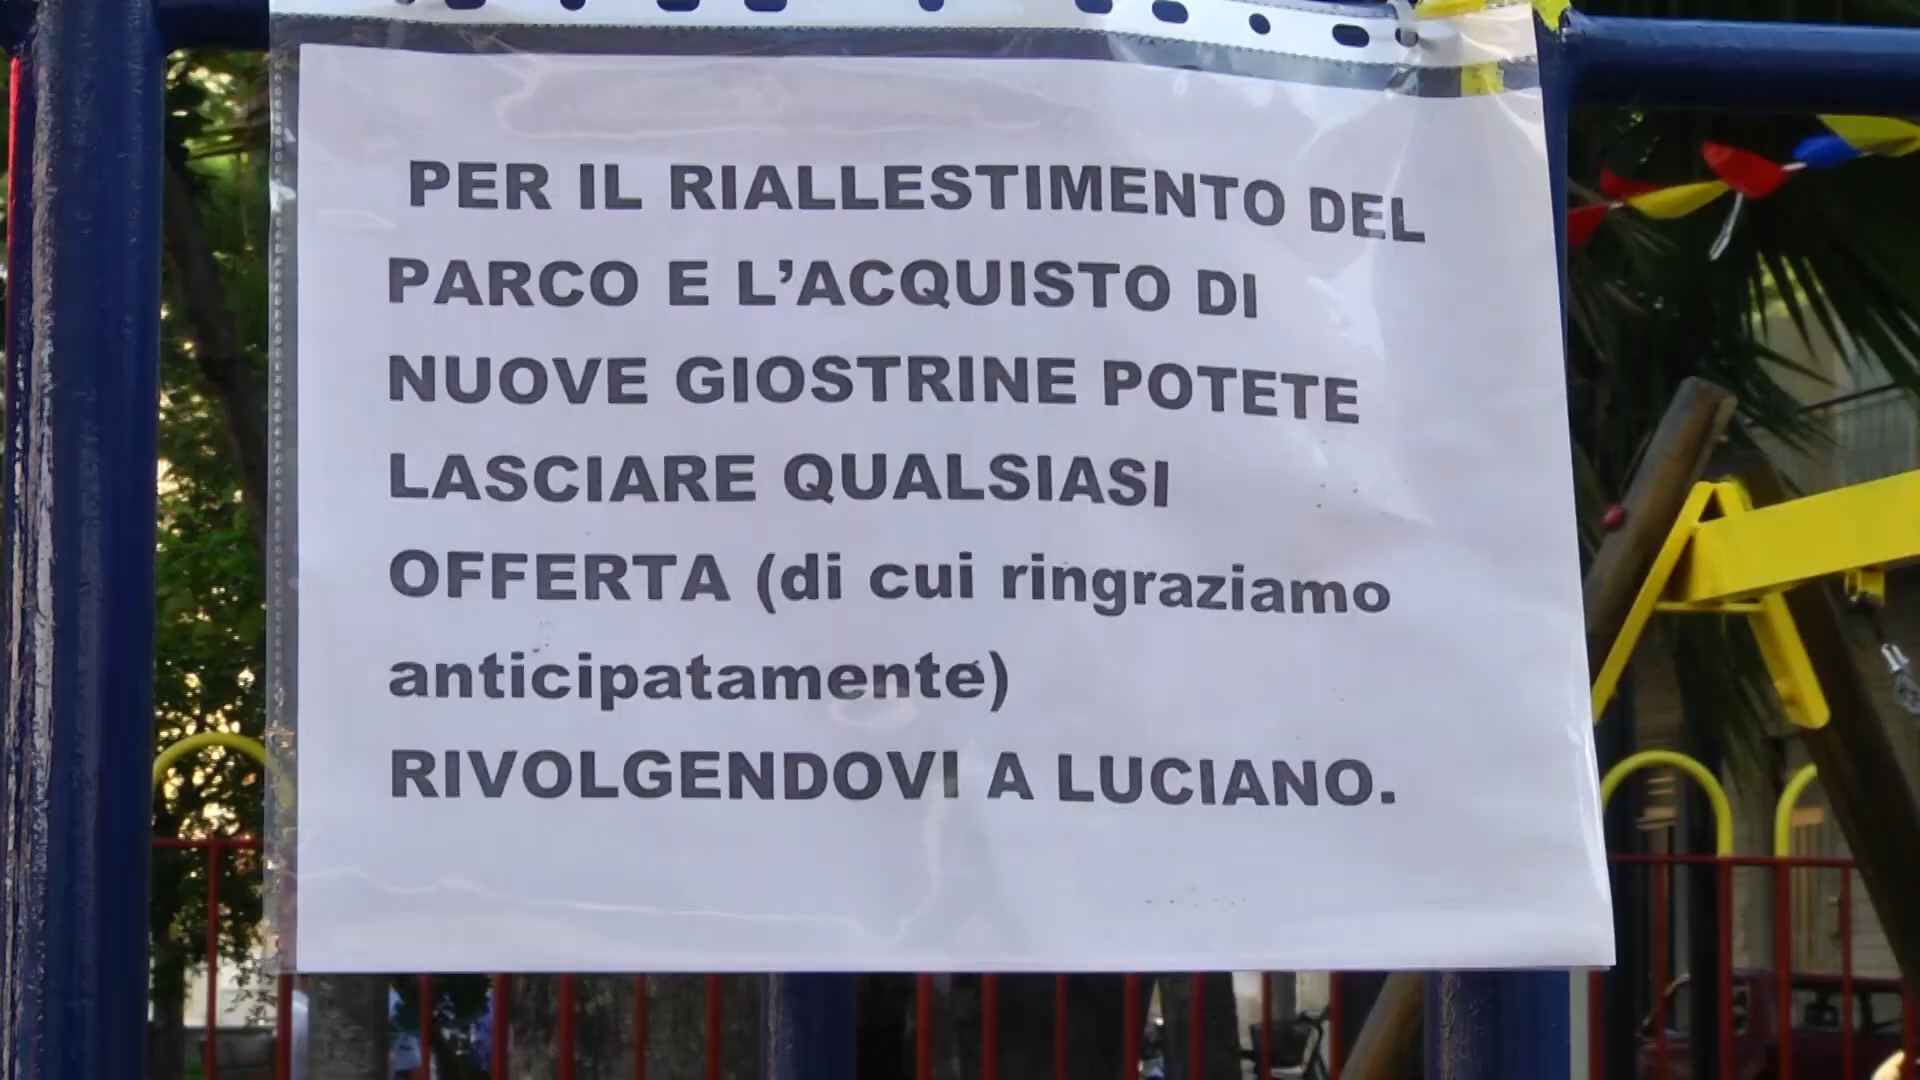 PER IL RIALLESTIMENTO DEL
PARCO E L’ACQUISTO DI
NUOVE GIOSTRINE POTETE
LASCIARE QUALSIASI
OFFERTA (di cui ringraziamo
anticipatamente)
RIVOLGENDOVI A LUCIANO.